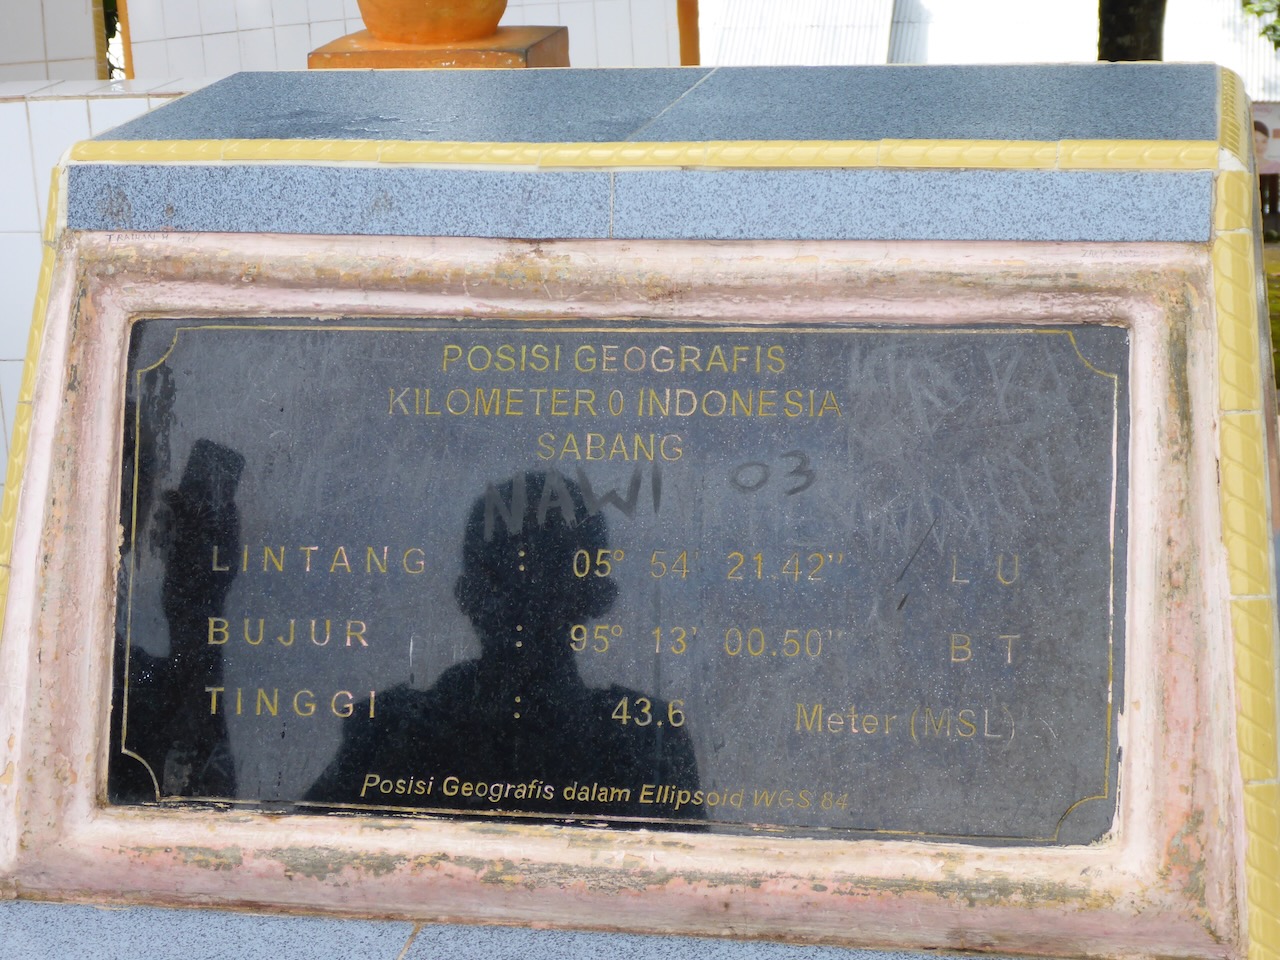 POSISI GEOGRAFIS
KILOMETER 0 INDONESIA
SABANG
NAWI 03
LINTANG : 05° 54' 21.42" LU
BUJUR : 95° 13' 00.50" BT
TINGGI : 43.6 Meter (MSL)
Posisi Geografis dalam Ellipsoid WGS 84